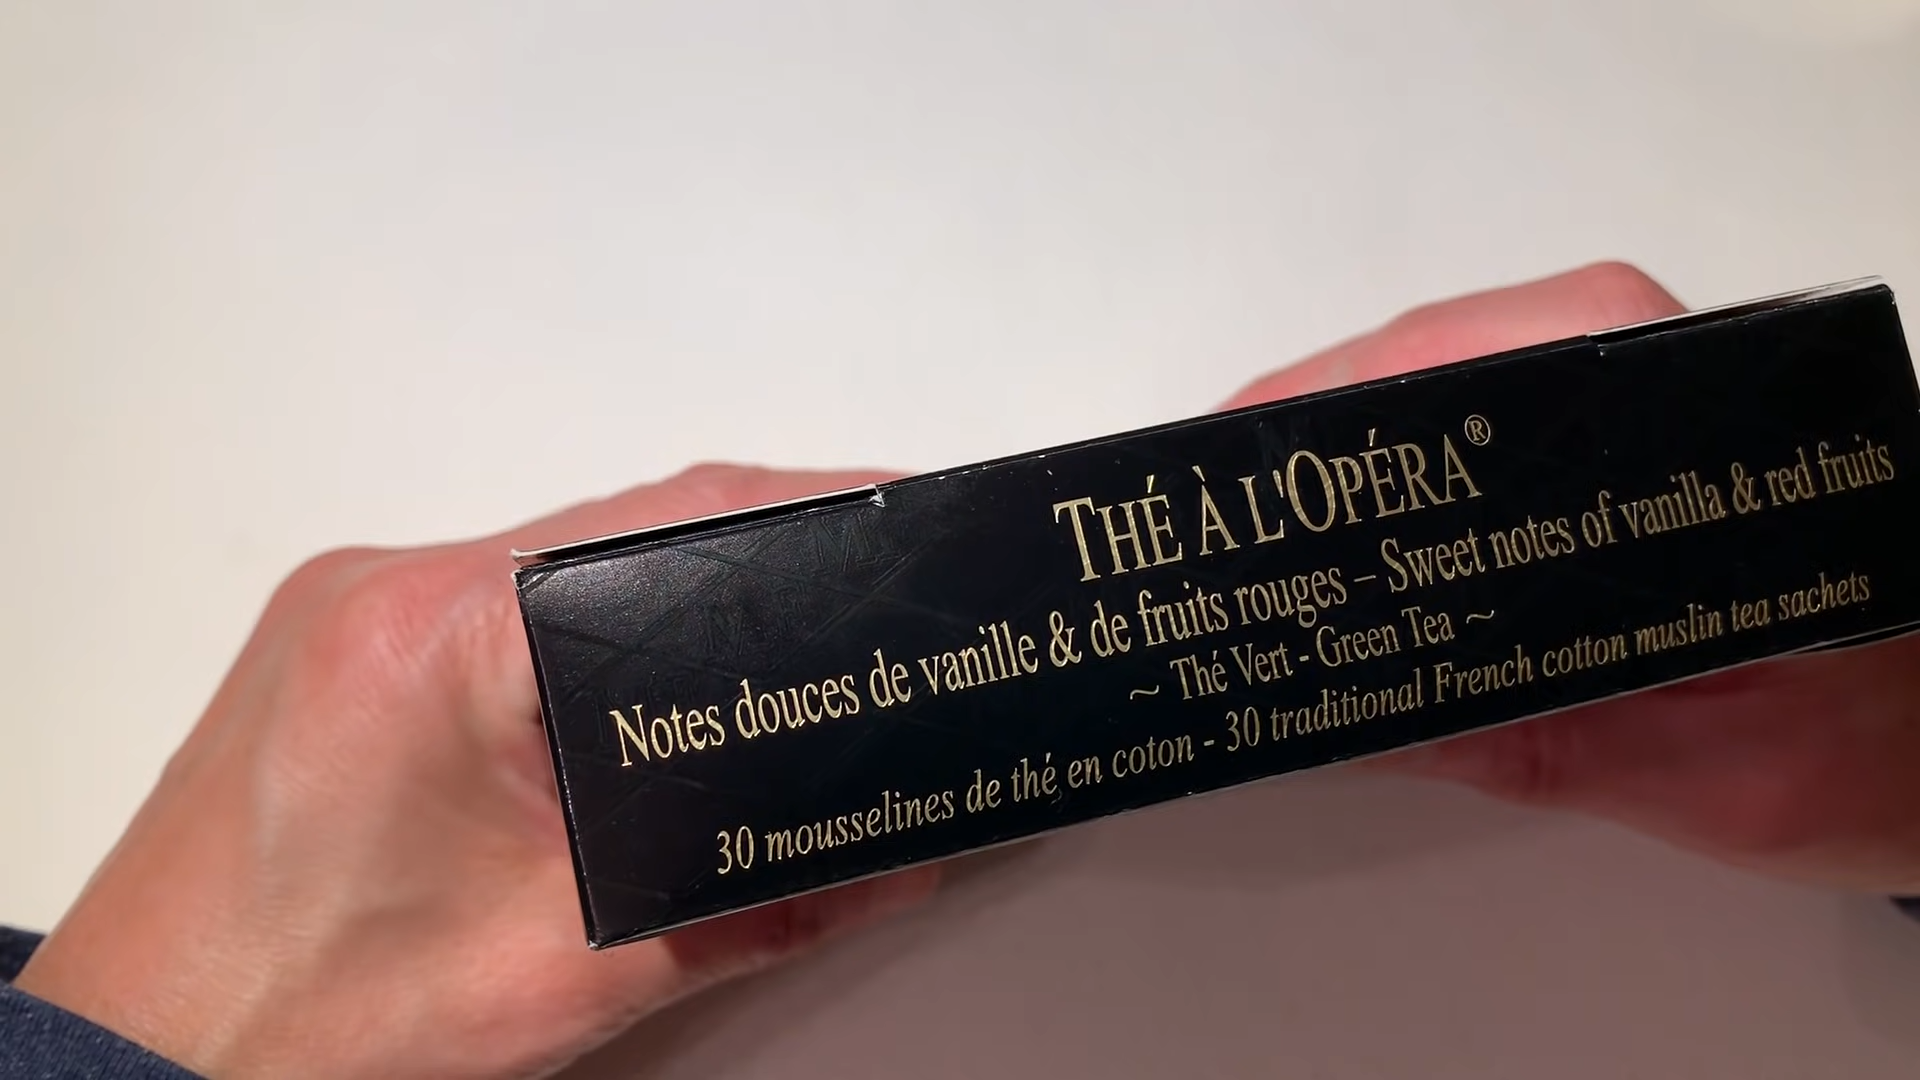 THÉ À L'OPÉRA®
Notes douces de vanille & de fruits rouges – Sweet notes of vanilla & red fruits
~ Thé Vert - Green Tea ~
30 mousselines de thé en coton - 30 traditional French cotton muslin tea sachets